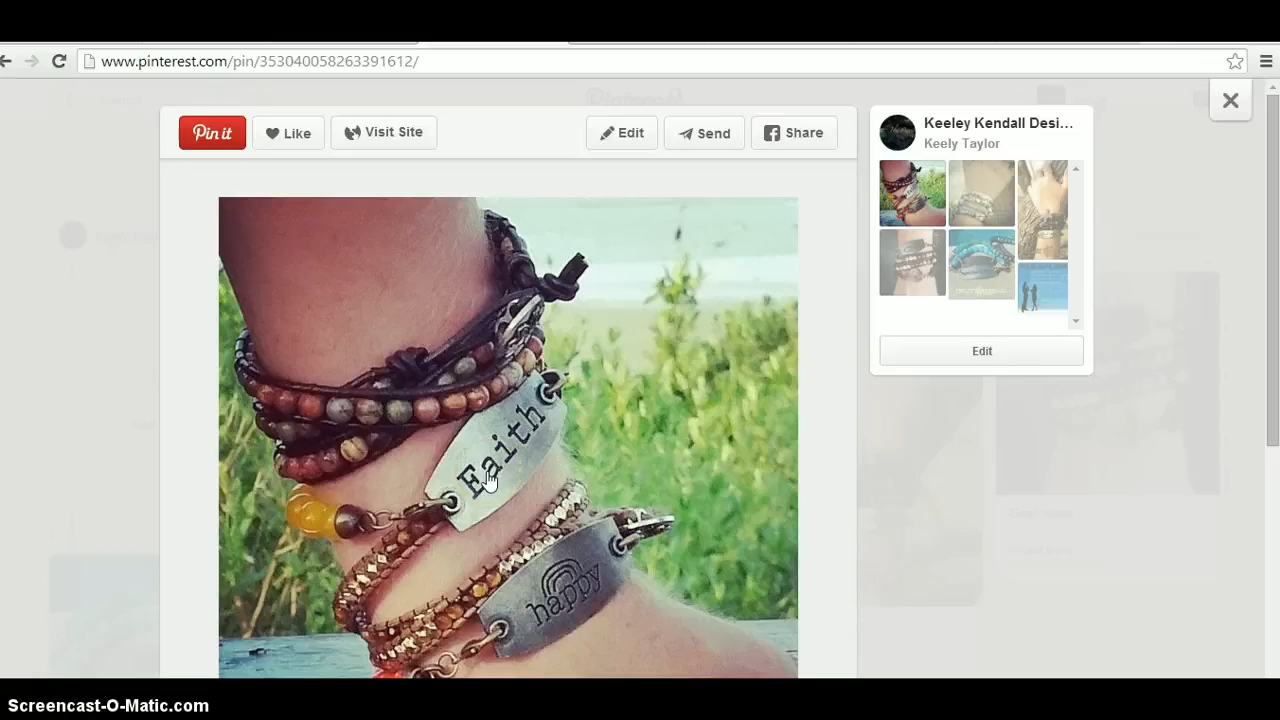 www.pinterest.com/pin/353040058263391612/
Pin it
Like
Visit Site
Edit
Send
Share
Keeley Kendall Desi...
Keely Taylor
Edit
Faith
happy
Screencast-O-Matic.com